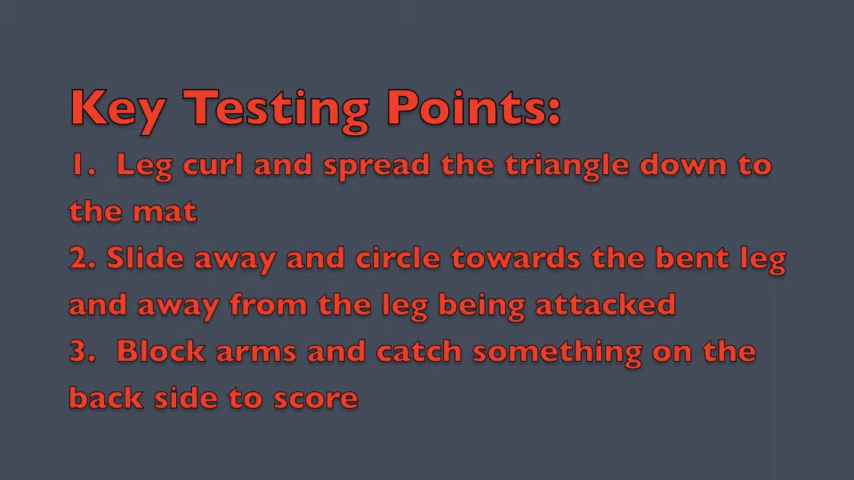 Key Testing Points:
1. Leg curl and spread the triangle down to
the mat
2. Slide away and circle towards the bent leg
and away from the leg being attacked
3. Block arms and catch something on the
back side to score